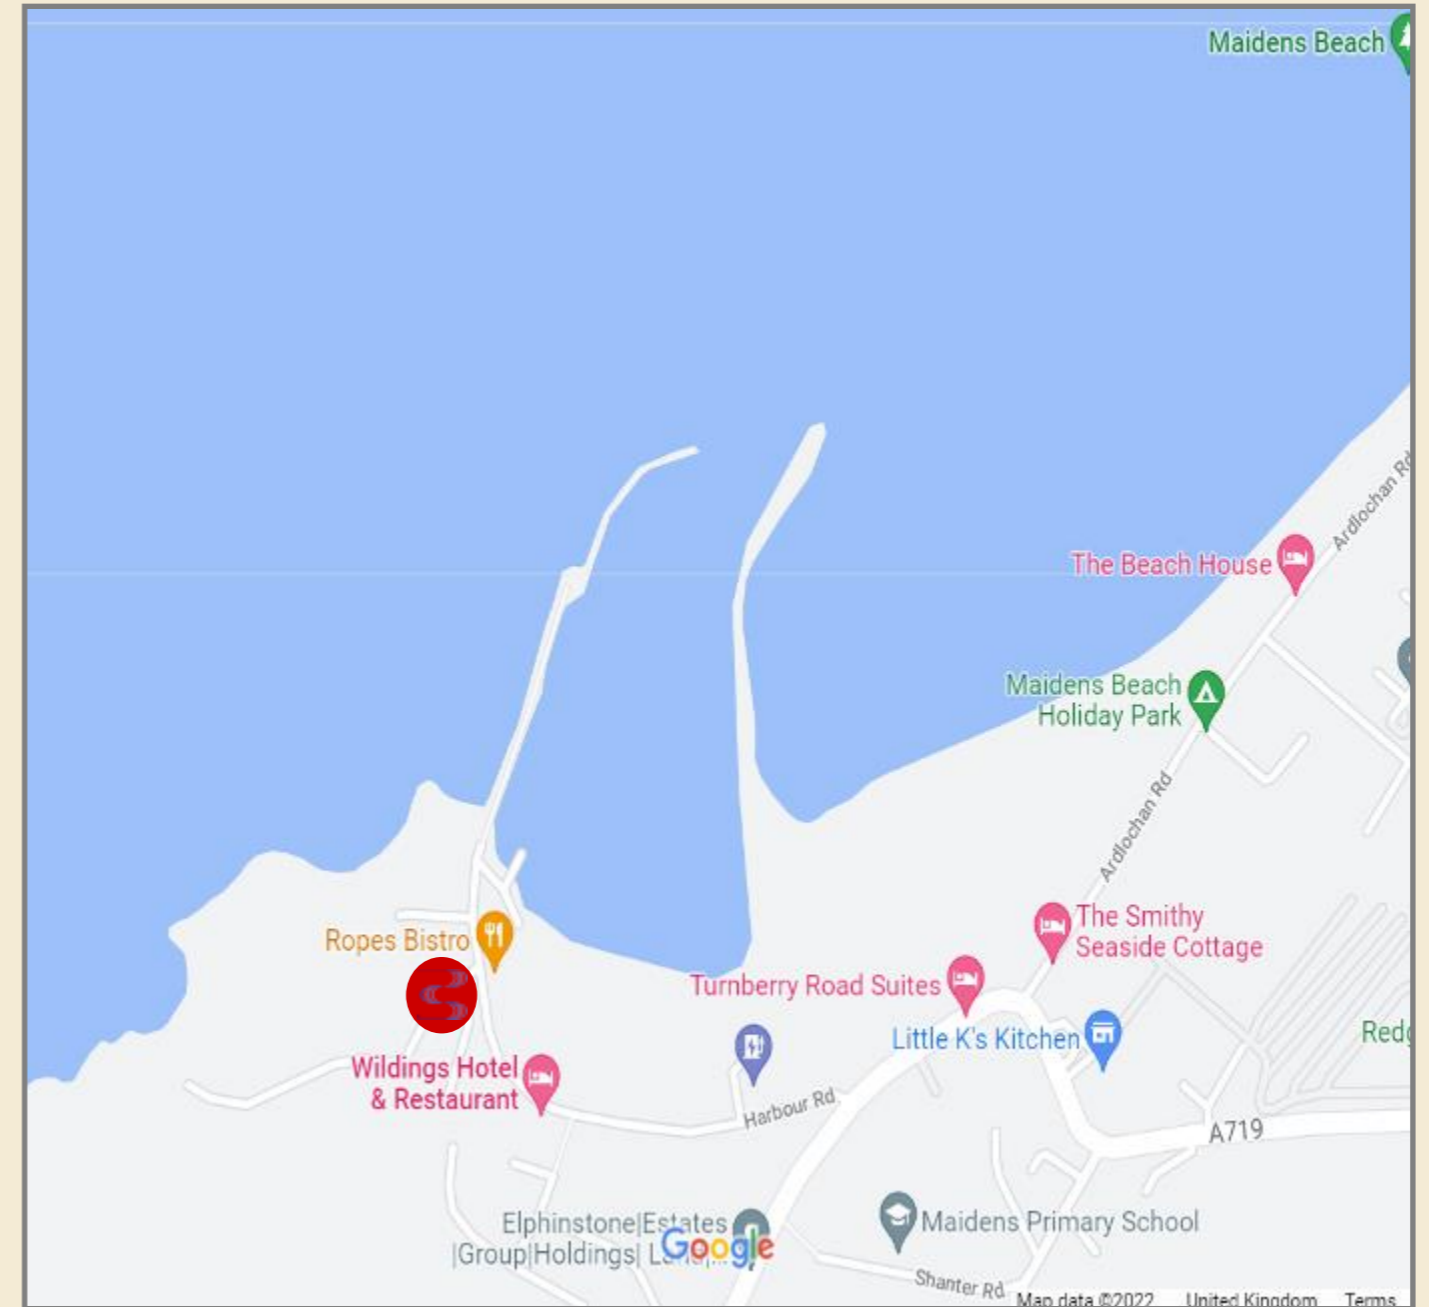 Maidens Beach
Ardlochan Rd
The Beach House
Maidens Beach
Holiday Park
Ardlochan Rd
Ropes Bistro
The Smithy
Seaside Cottage
Turnberry Road Suites
Little K's Kitchen
Wildings Hotel
& Restaurant
Harbour Rd
A719
Elphinstone|Estates
|Group|Holdings|
Google
Maidens Primary School
Shanter Rd
Map data ©2022 United Kingdom Terms